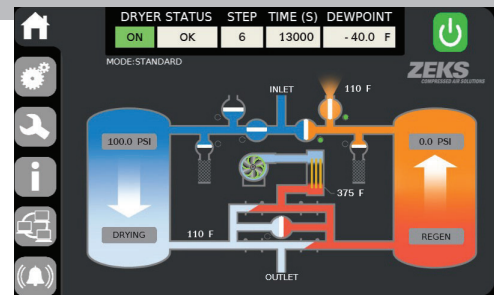 DRYER STATUS STEP TIME (S) DEWPOINT
ON OK 6 13000 - 40.0 F
MODE:STANDARD
ZEKS
COMPRESSED AIR SOLUTIONS
INLET
110 F
100.0 PSI
0.0 PSI
375 F
DRYING
110 F
REGEN
OUTLET